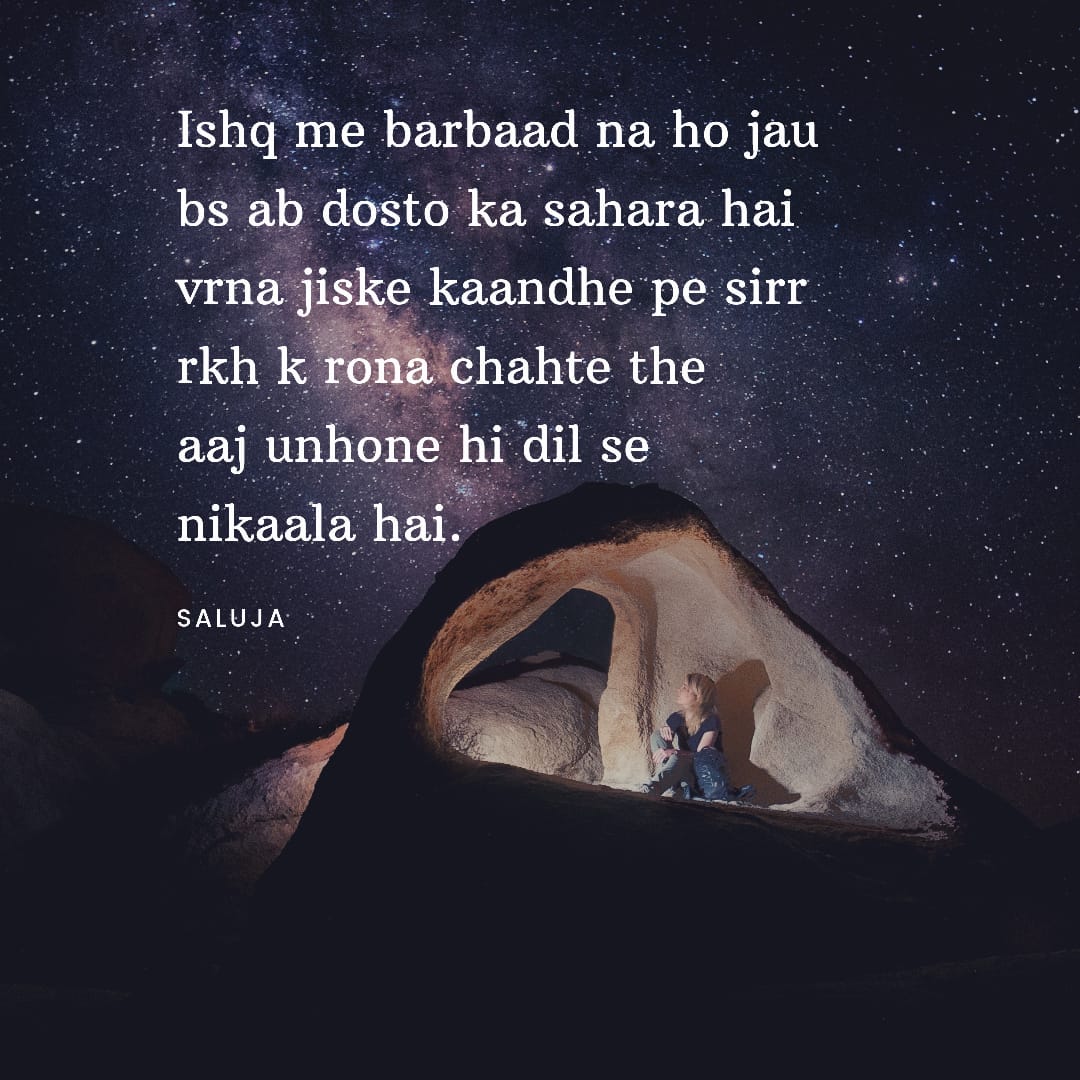 Ishq me barbaad na ho jau
bs ab dosto ka sahara hai
vrna jiske kaandhe pe sirr
rkh k rona chahte the
aaj unhone hi dil se
nikaala hai.
SALUJA